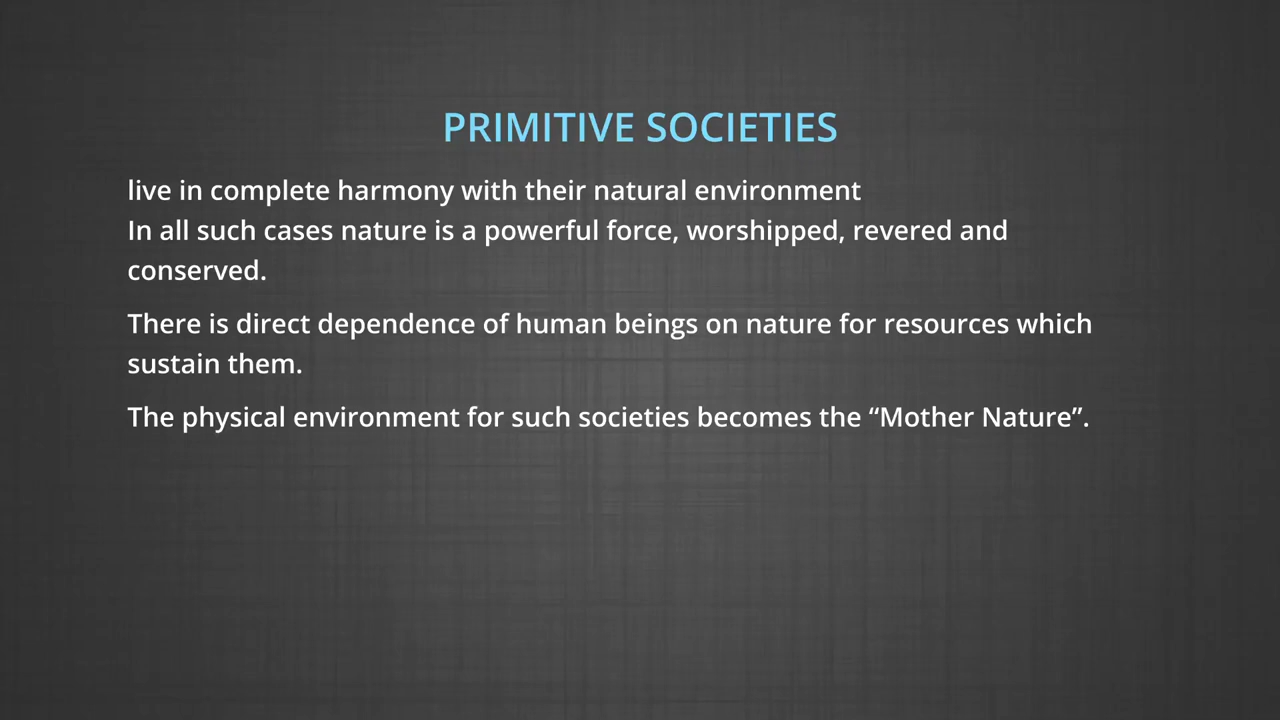 PRIMITIVE SOCIETIES
live in complete harmony with their natural environment
In all such cases nature is a powerful force, worshipped, revered and
conserved.
There is direct dependence of human beings on nature for resources which
sustain them.
The physical environment for such societies becomes the “Mother Nature”.